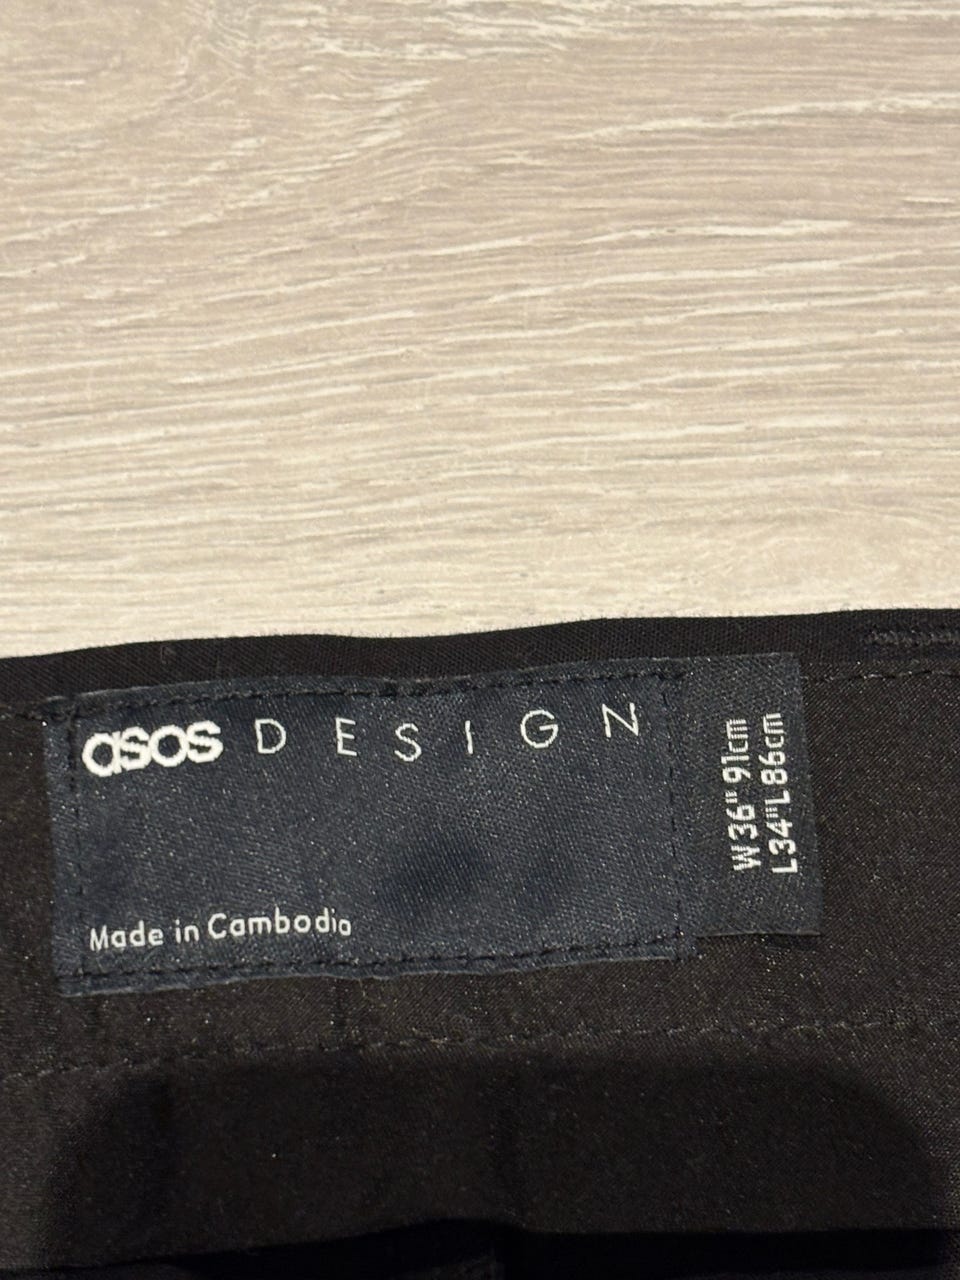 asos DESIGN
Made in Cambodia
W36"91cm
L34"L86cm